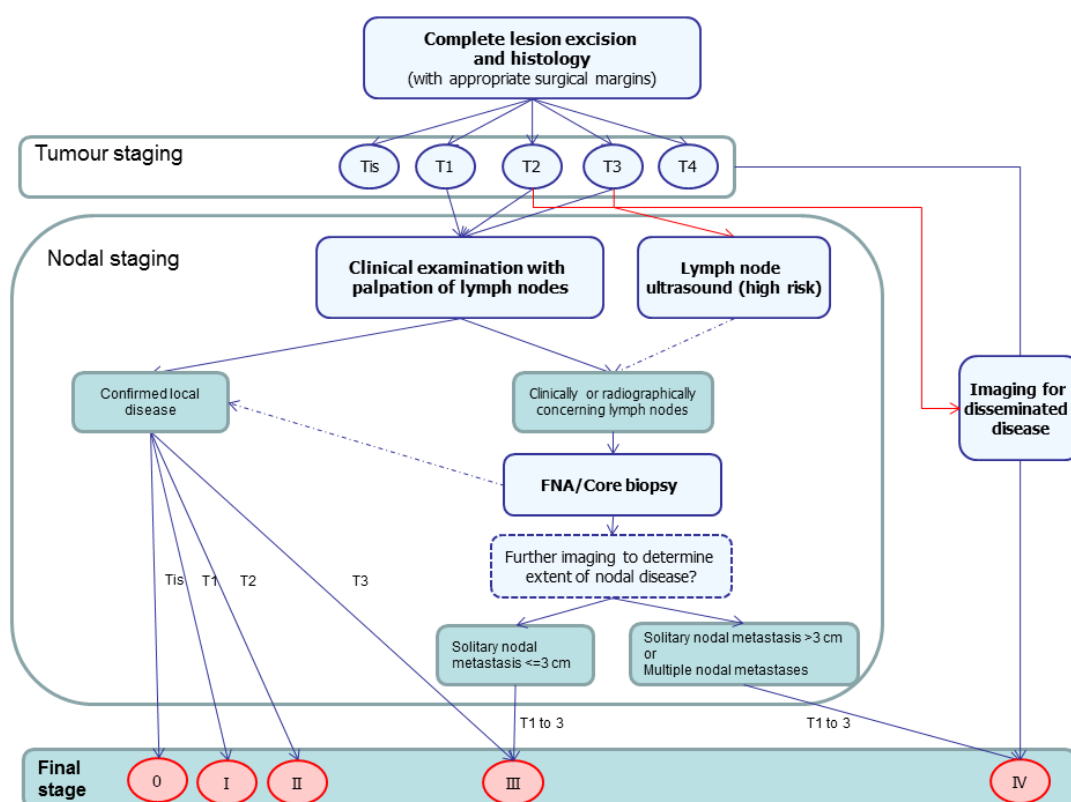 Complete lesion excision
and histology
(with appropriate surgical margins)
Tumour staging
Tis
T1
T2
T3
T4
Nodal staging
Clinical examination with
palpation of lymph nodes
Lymph node
ultrasound (high risk)
Confirmed local
disease
Clinically or radiographically
concerning lymph nodes
Imaging for
disseminated
disease
FNA/Core biopsy
Further imaging to determine
extent of nodal disease?
Tis
T1
T2
T3
Solitary nodal
metastasis <=3 cm
Solitary nodal metastasis >3 cm
or
Multiple nodal metastases
T1 to 3
T1 to 3
Final
stage
0
I
II
III
IV